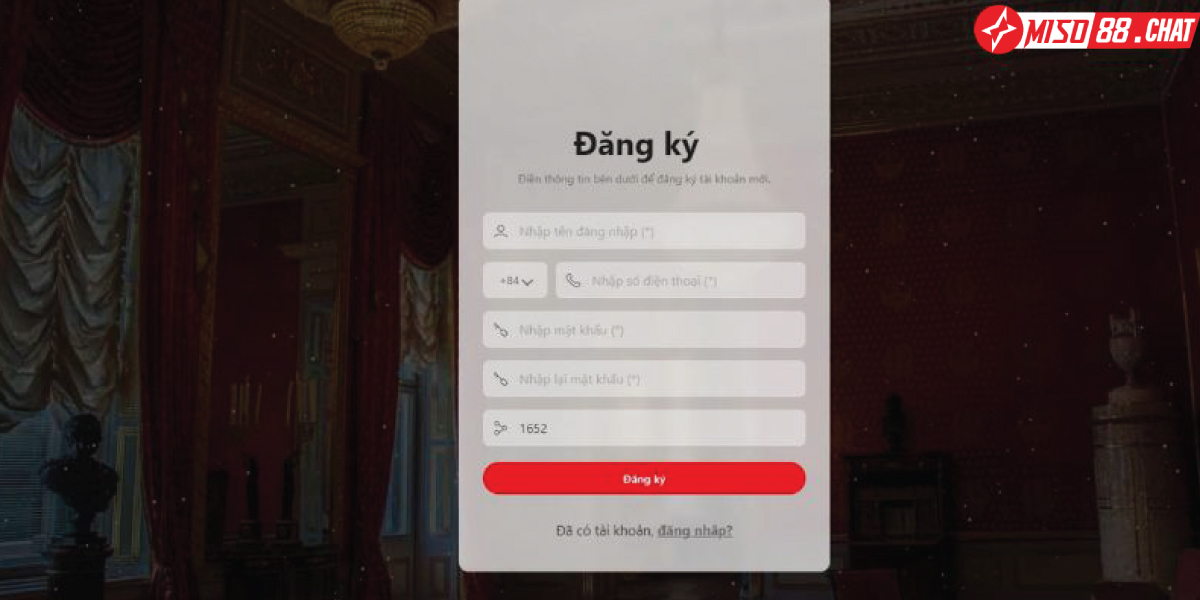 MISO 88.CHAT
Đăng ký
Điền thông tin bên dưới để đăng ký tài khoản mới.
Nhập tên đăng nhập (*)
+84 Nhập số điện thoại (*)
Nhập mật khẩu (*)
Nhập lại mật khẩu (*)
1652
Đăng ký
Đã có tài khoản, đăng nhập?